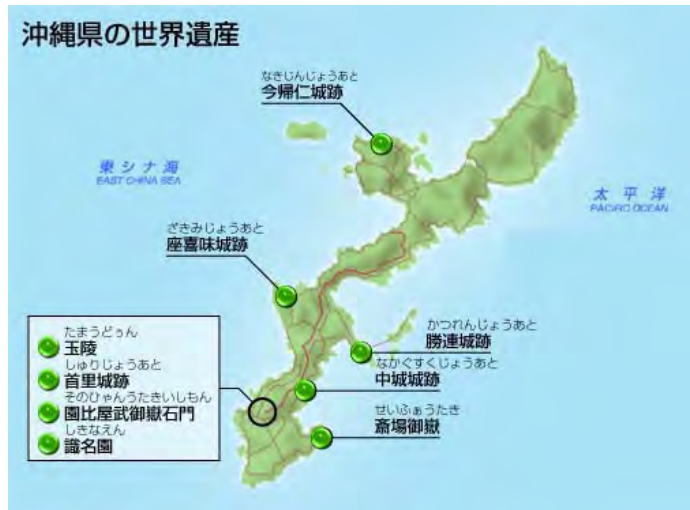 沖縄県の世界遺産
なきじんじょうあと
今帰仁城跡
東シナ海
EAST CHINA SEA
太平洋
PACIFIC OCEAN
ざきみじょうあと
座喜味城跡
かつれんじょうあと
勝連城跡
なかぐすくじょうあと
中城城跡
せいふぁうたき
斎場御嶽
たまうどぅん
玉陵
しゅりじょうあと
首里城跡
そのひゃんうたきいしもん
園比屋武御嶽石門
しきなえん
識名園